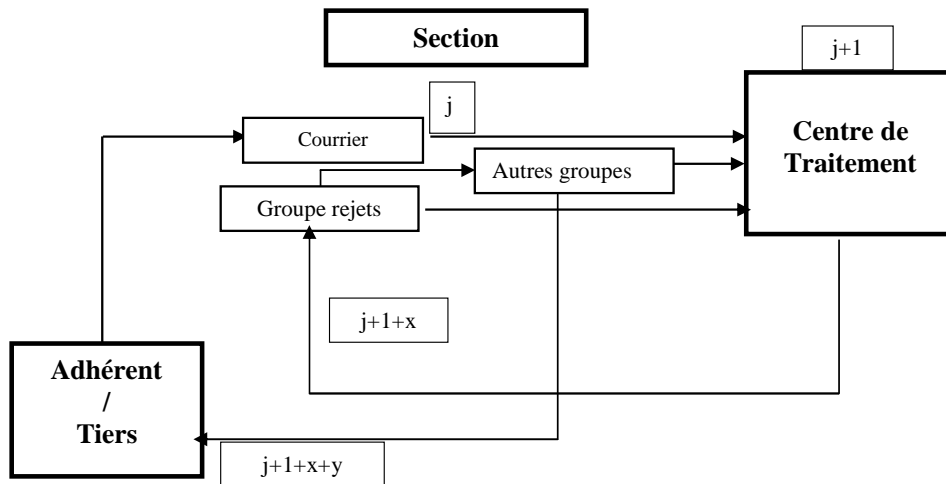 Section
j+1
j
Courrier
Centre de
Traitement
Autres groupes
Groupe rejets
j+1+x
Adhérent
/
Tiers
j+1+x+y